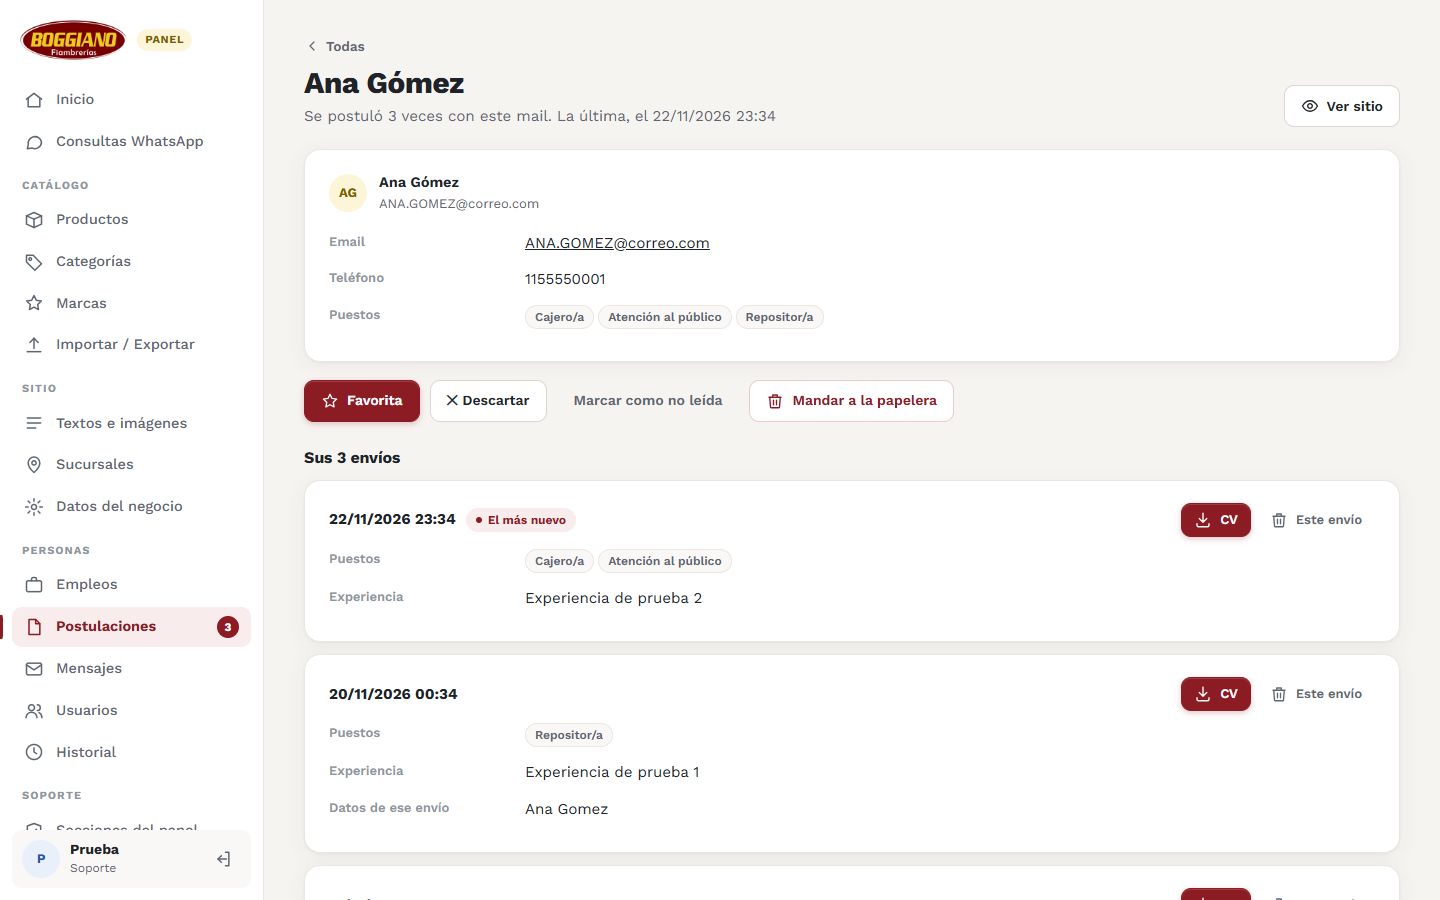 BOGGIANO
Fiambrerías
PANEL
Inicio
Consultas WhatsApp
CATÁLOGO
Productos
Categorías
Marcas
Importar / Exportar
SITIO
Textos e imágenes
Sucursales
Datos del negocio
PERSONAS
Empleos
Postulaciones 3
Mensajes
Usuarios
Historial
SOPORTE
Secciones del panel
P
Prueba
Soporte
Todas
Ana Gómez
Se postuló 3 veces con este mail. La última, el 22/11/2026 23:34
Ver sitio
AG
Ana Gómez
ANA.GOMEZ@correo.com
Email ANA.GOMEZ@correo.com
Teléfono 1155550001
Puestos Cajero/a Atención al público Repositor/a
Favorita Descartar Marcar como no leída Mandar a la papelera
Sus 3 envíos
22/11/2026 23:34 El más nuevo CV Este envío
Puestos Cajero/a Atención al público
Experiencia Experiencia de prueba 2
20/11/2026 00:34 CV Este envío
Puestos Repositor/a
Experiencia Experiencia de prueba 1
Datos de ese envío Ana Gomez